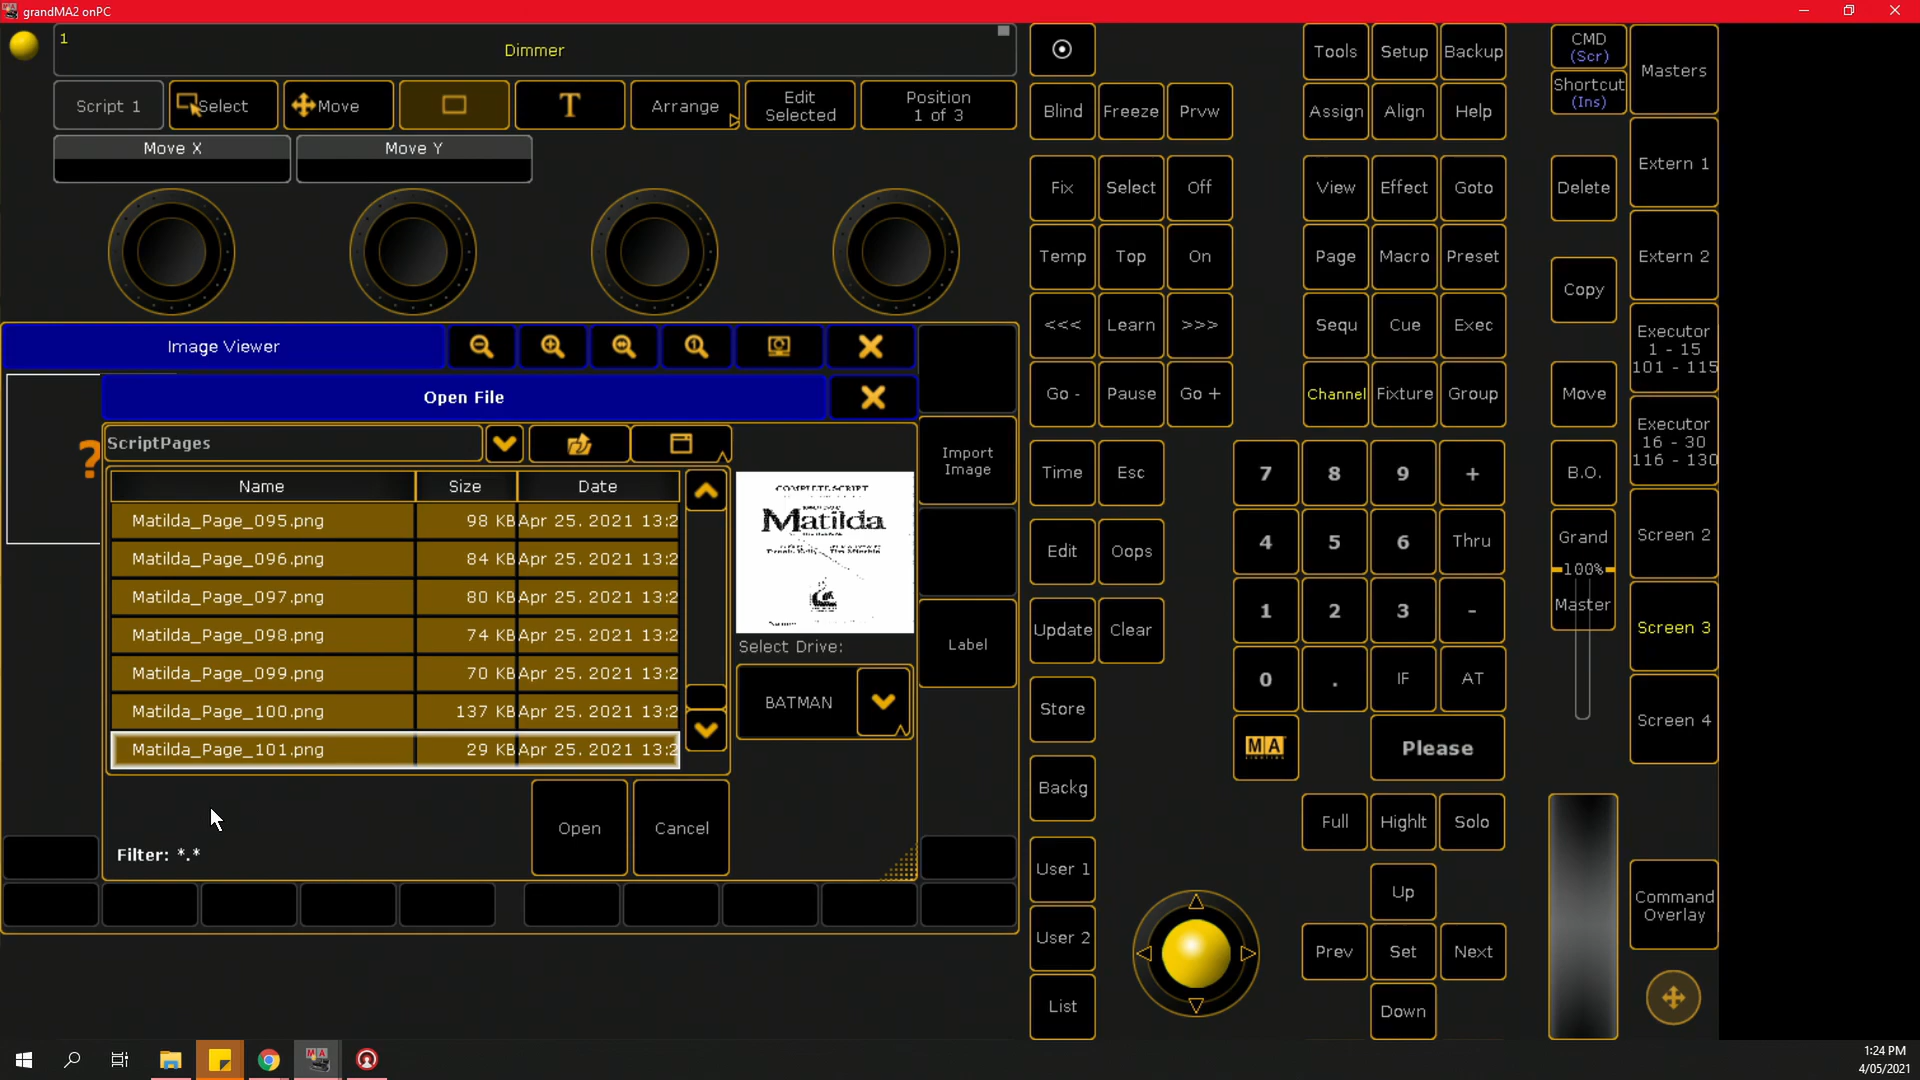 grandMA2 onPC
1
Dimmer
Script 1
Select
Move
T
Arrange
Edit
Selected
Position
1 of 3
Move X
Move Y
Image Viewer
Open File
ScriptPages
Name
Size
Date
Matilda_Page_095.png
98 KB
Apr 25. 2021 13:2
Matilda_Page_096.png
84 KB
Apr 25. 2021 13:2
Matilda_Page_097.png
80 KB
Apr 25. 2021 13:2
Matilda_Page_098.png
74 KB
Apr 25. 2021 13:2
Matilda_Page_099.png
70 KB
Apr 25. 2021 13:2
Matilda_Page_100.png
137 KB
Apr 25. 2021 13:2
Matilda_Page_101.png
29 KB
Apr 25. 2021 13:2
COMPLETE SCRIPT
Matilda
Select Drive:
BATMAN
Open
Cancel
Filter: *.*
Import
Image
Label
Blind
Freeze
Prvw
Fix
Select
Off
Temp
Top
On
<<<
Learn
>>>
Go -
Pause
Go +
Time
Esc
Edit
Oops
Update
Clear
Store
Backg
User 1
User 2
List
Tools
Setup
Backup
Assign
Align
Help
View
Effect
Goto
Page
Macro
Preset
Sequ
Cue
Exec
Channel
Fixture
Group
7
8
9
+
4
5
6
Thru
1
2
3
-
0
.
IF
AT
MA
Please
Full
Highlt
Solo
Up
Prev
Set
Next
Down
CMD
(Scr)
Shortcut
(Ins)
Delete
Copy
Move
B.O.
Grand
100%
Master
Masters
Extern 1
Extern 2
Executor
1 - 15
101 - 115
Executor
16 - 30
116 - 130
Screen 2
Screen 3
Screen 4
Command
Overlay
1:24 PM
4/05/2021